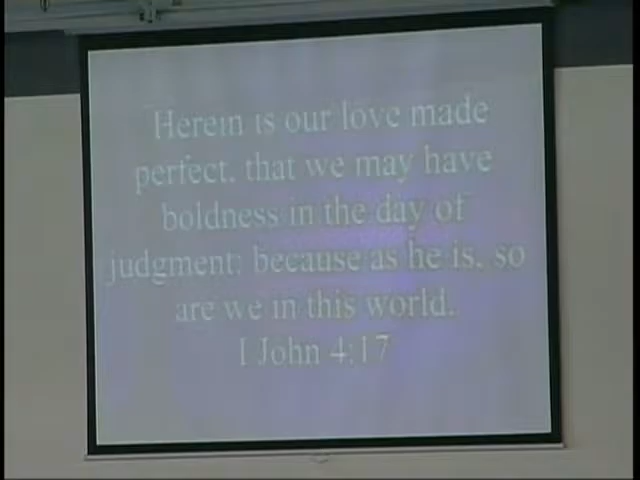 Herein is our love made
perfect, that we may have
boldness in the day of
judgment: because as he is, so
are we in this world.
I John 4:17